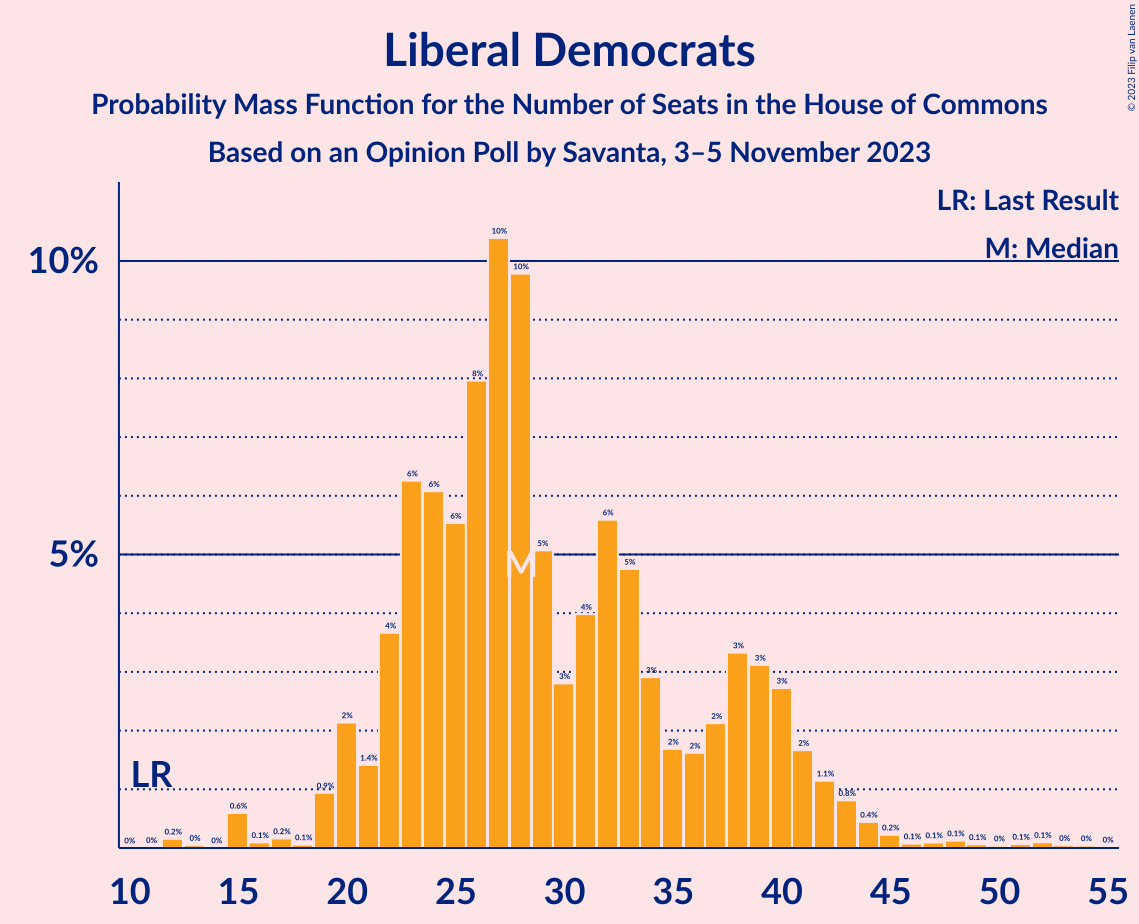 Liberal Democrats
Probability Mass Function for the Number of Seats in the House of Commons
Based on an Opinion Poll by Savanta, 3–5 November 2023
© 2023 Filip van Laenen
LR: Last Result
M: Median
10%
5%
LR
M
0% 0% 0.2% 0% 0% 0.6% 0.1% 0.2% 0.1% 0.9% 2% 1.4% 4% 6% 6% 6% 8% 10% 10% 5% 3% 4% 6% 5% 3% 2% 2% 2% 3% 3% 3% 2% 1.1% 0.8% 0.4% 0.2% 0.1% 0.1% 0.1% 0.1% 0% 0.1% 0.1% 0% 0% 0%
10 15 20 25 30 35 40 45 50 55